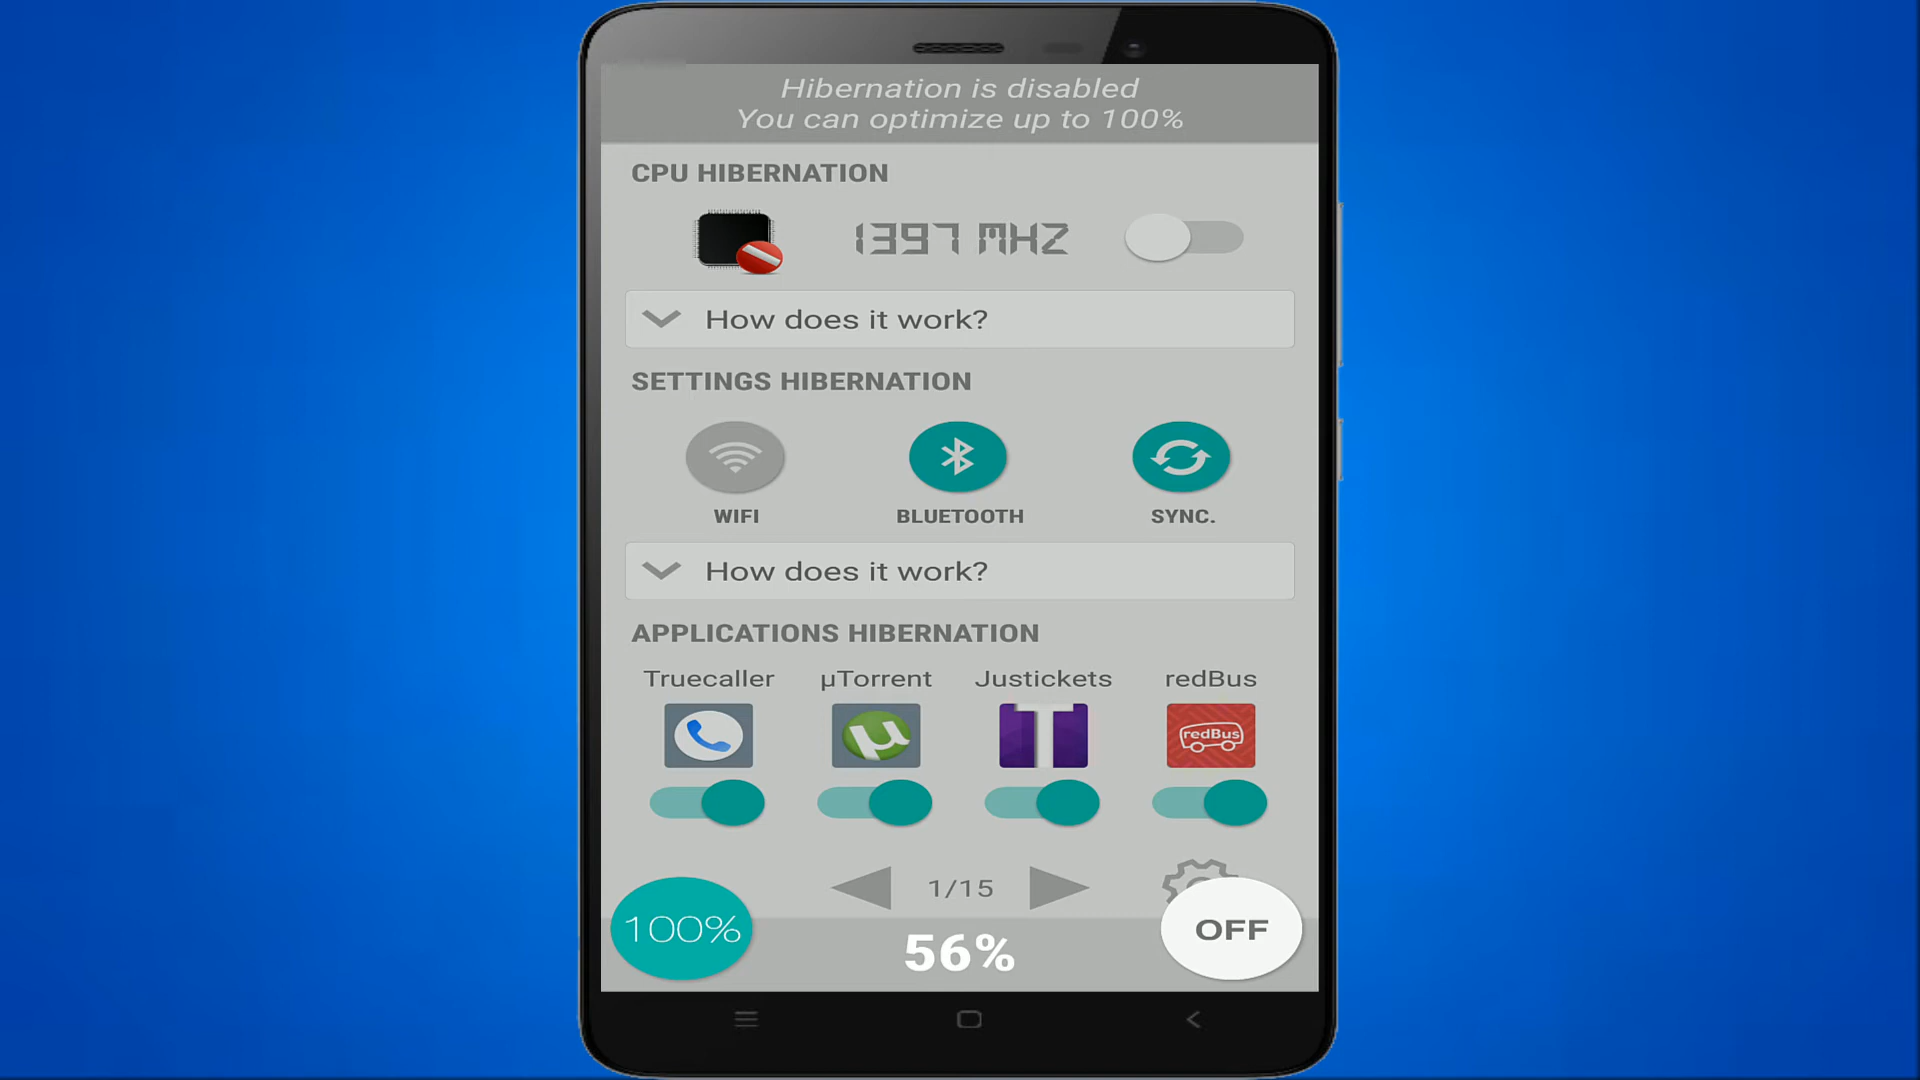 Hibernation is disabled
You can optimize up to 100%
CPU HIBERNATION
1397 MHZ
How does it work?
SETTINGS HIBERNATION
WIFI BLUETOOTH SYNC.
How does it work?
APPLICATIONS HIBERNATION
Truecaller µTorrent Justickets redBus
µ T redBus
1/15
100% 56% OFF